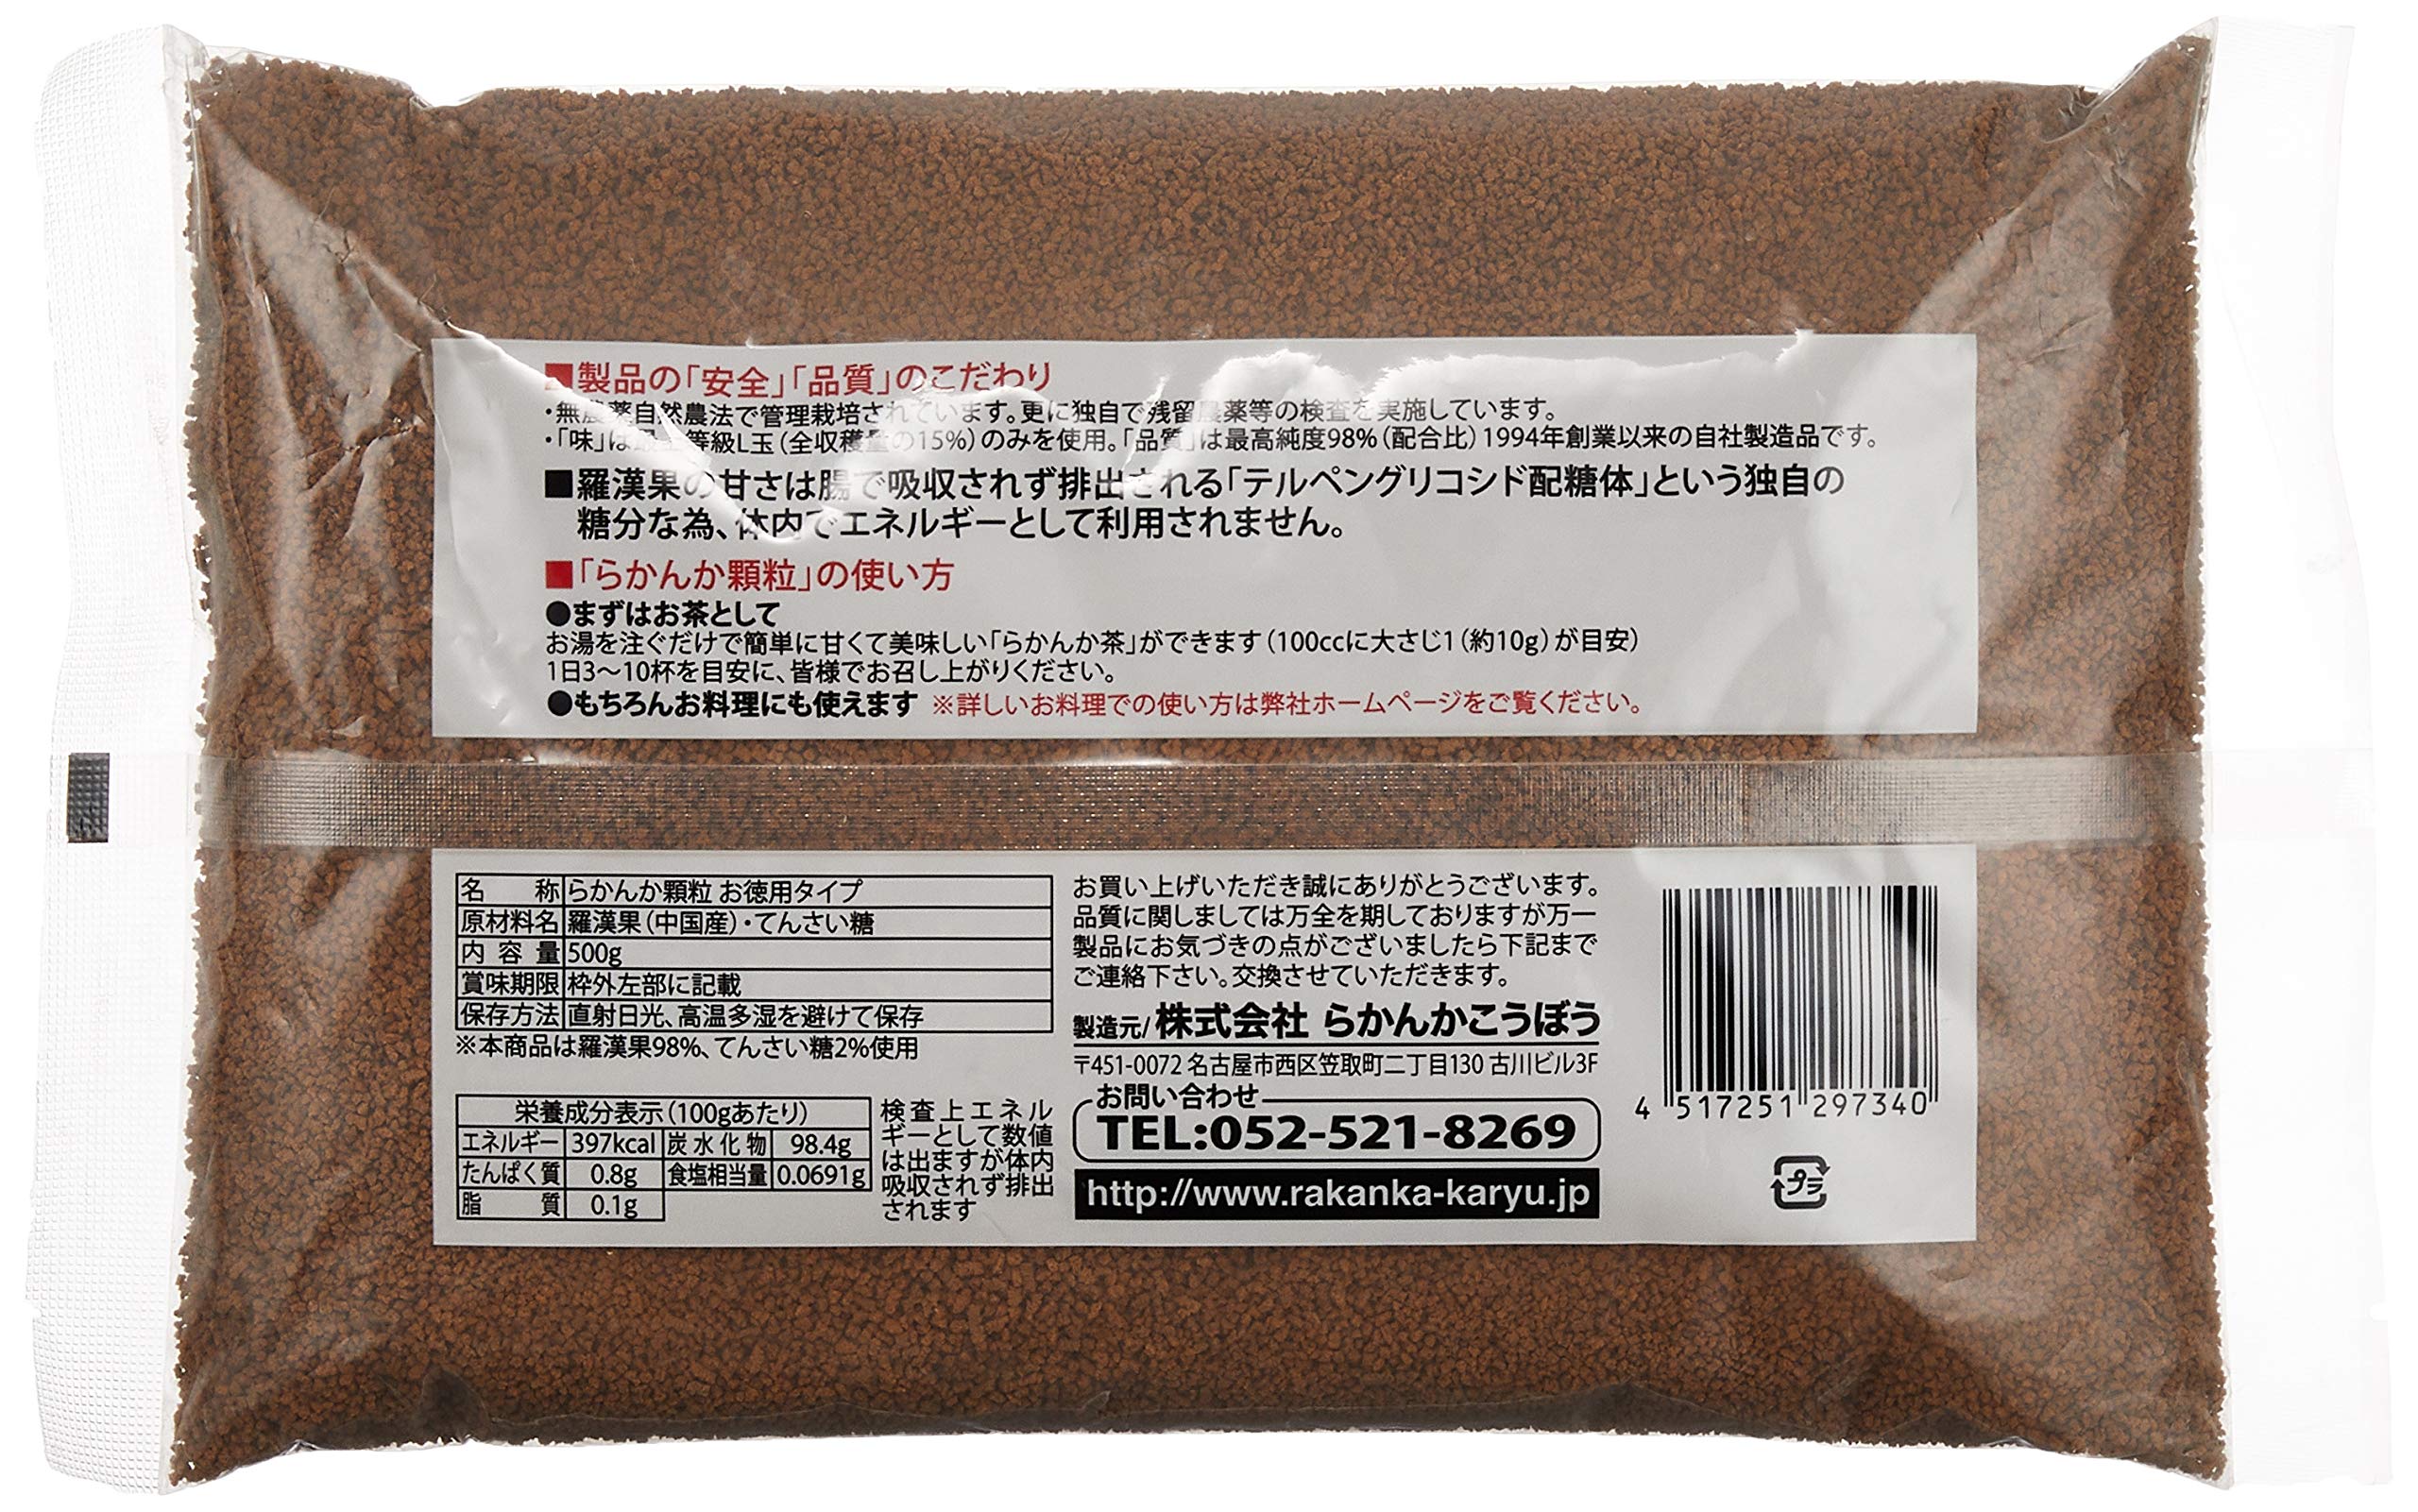 ■製品の「安全」「品質」のこだわり
・無農薬自然農法で管理栽培されています。更に独自で残留農薬等の検査を実施しています。
・「味」は最上等級L玉(全収穫量の15%)のみを使用。「品質」は最高純度98%(配合比)1994年創業以来の自社製造品です。
■羅漢果の甘さは腸で吸収されず排出される「テルペングリコシド配糖体」という独自の
糖分な為、体内でエネルギーとして利用されません。
■「らかんか顆粒」の使い方
●まずはお茶として
お湯を注ぐだけで簡単に甘くて美味しい「らかんか茶」ができます(100ccに大さじ1(約10g)が目安)
1日3～10杯を目安に、皆様でお召し上がりください。
●もちろんお料理にも使えます ※詳しいお料理での使い方は弊社ホームページをご覧ください。
名 称 らかんか顆粒 お徳用タイプ
原材料名 羅漢果(中国産)・てんさい糖
内容量 500g
賞味期限 枠外左部に記載
保存方法 直射日光、高温多湿を避けて保存
※本商品は羅漢果98%、てんさい糖2%使用
栄養成分表示(100gあたり)
エネルギー 397kcal 炭水化物 98.4g
たんぱく質 0.8g 食塩相当量 0.0691g
脂 質 0.1g
検査上エネル
ギーとして数値
は出ますが体内
吸収されず排出
されます
お買い上げいただき誠にありがとうございます。
品質に関しましては万全を期しておりますが万一
製品にお気づきの点がございましたら下記まで
ご連絡下さい。交換させていただきます。
製造元/株式会社 らかんかこうぼう
〒451-0072 名古屋市西区笠取町二丁目130 古川ビル3F
お問い合わせ
TEL:052-521-8269
http://www.rakanka-karyu.jp
4 517251 297340
プラ